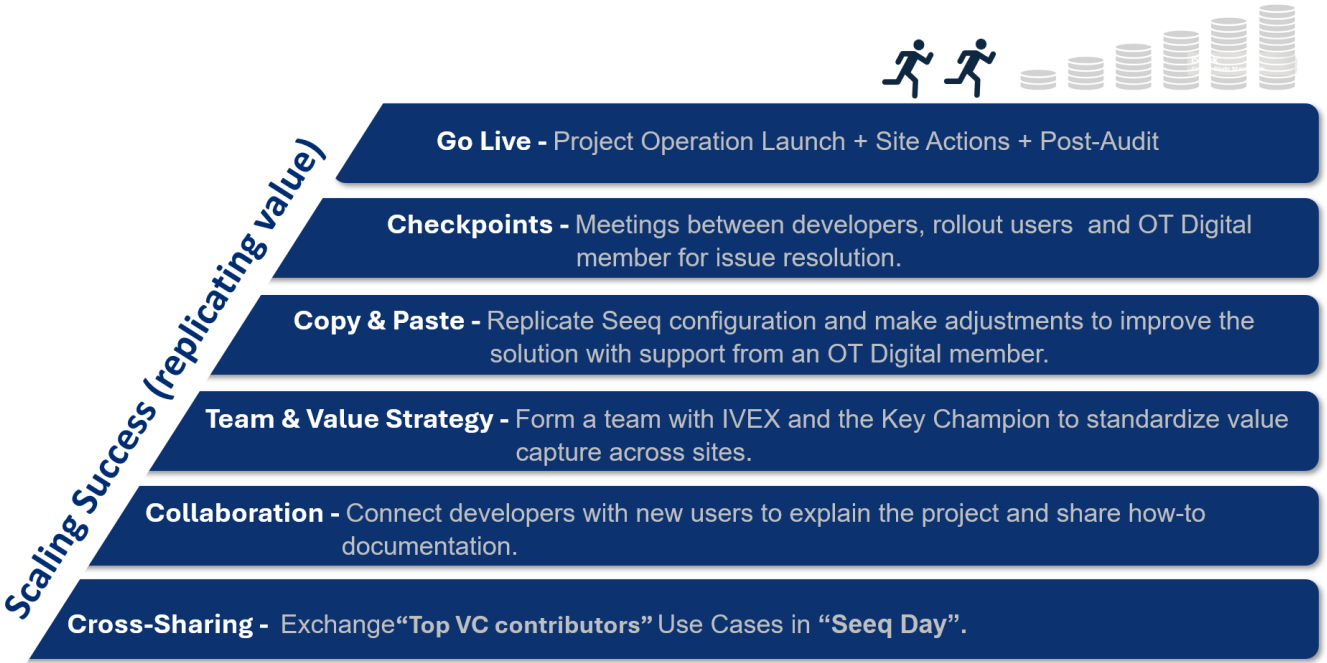 Go Live - Project Operation Launch + Site Actions + Post-Audit
Checkpoints - Meetings between developers, rollout users and OT Digital
member for issue resolution.
Copy & Paste - Replicate Seeq configuration and make adjustments to improve the
solution with support from an OT Digital member.
Team & Value Strategy - Form a team with IVEX and the Key Champion to standardize value
capture across sites.
Collaboration - Connect developers with new users to explain the project and share how-to
documentation.
Cross-Sharing - Exchange“Top VC contributors” Use Cases in “Seeq Day”.
Scaling Success (replicating value)